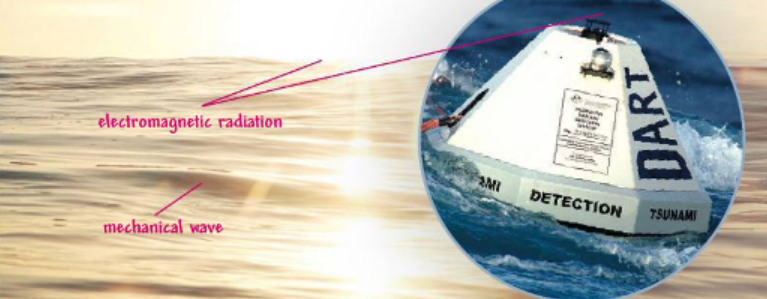 electromagnetic radiation
mechanical wave
DART
AMI DETECTION TSUNAMI